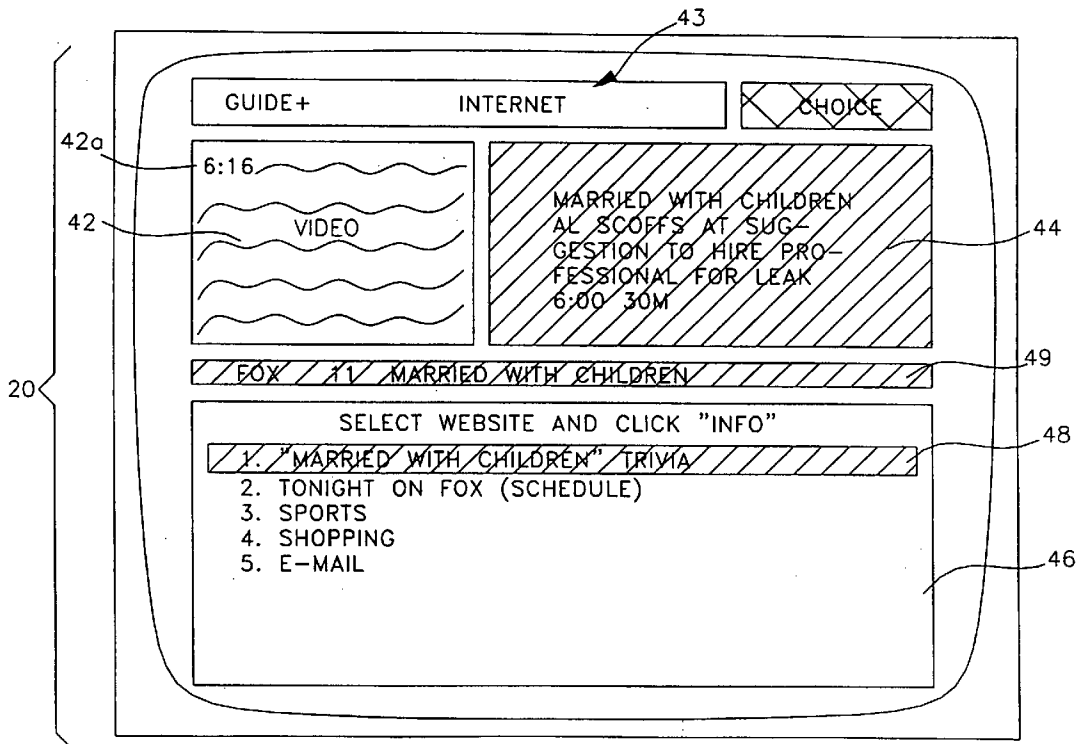 43
GUIDE+ INTERNET CHOICE
42a
6:16
42
VIDEO
MARRIED WITH CHILDREN
AL SCOFFS AT SUG-
GESTION TO HIRE PRO-
FESSIONAL FOR LEAK
6:00 30M
44
20
FOX 11 MARRIED WITH CHILDREN
49
SELECT WEBSITE AND CLICK "INFO"
1. "MARRIED WITH CHILDREN" TRIVIA
48
2. TONIGHT ON FOX (SCHEDULE)
3. SPORTS
4. SHOPPING
5. E-MAIL
46